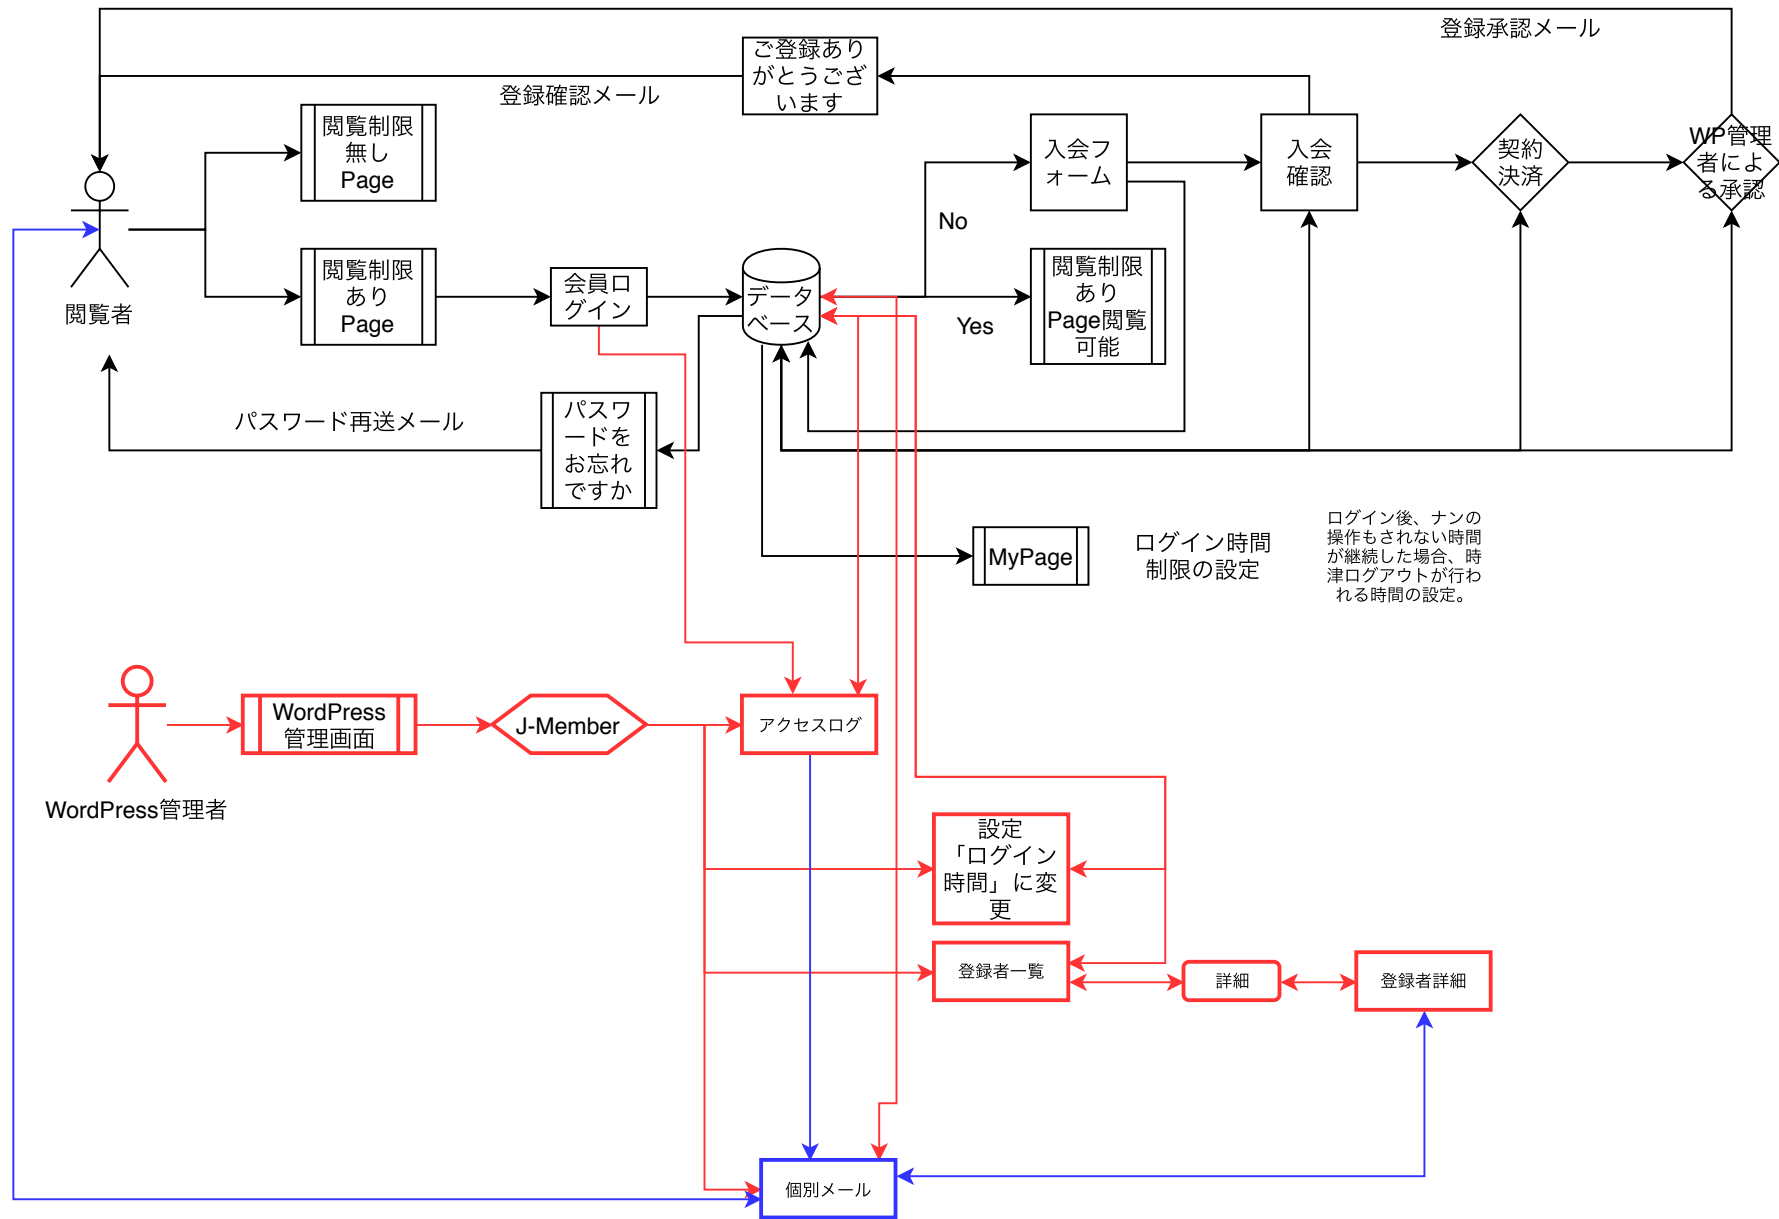 登録承認メール
ご登録あり
がとうござ
います
登録確認メール
閲覧制限
無し
Page
入会フ
ォーム
入会
確認
契約
決済
WP管理
者によ
る承認
No
閲覧制限
あり
Page
会員ロ
グイン
データ
ベース
閲覧制限
あり
Page閲覧
可能
Yes
閲覧者
パスワード再送メール
パスワ
ードを
お忘れ
ですか
MyPage
ログイン時間
制限の設定
ログイン後、ナンの
操作もされない時間
が継続した場合、時
津ログアウトが行わ
れる時間の設定。
WordPress
管理画面
J-Member
アクセスログ
WordPress管理者
設定
「ログイン
時間」に変
更
登録者一覧
詳細
登録者詳細
個別メール